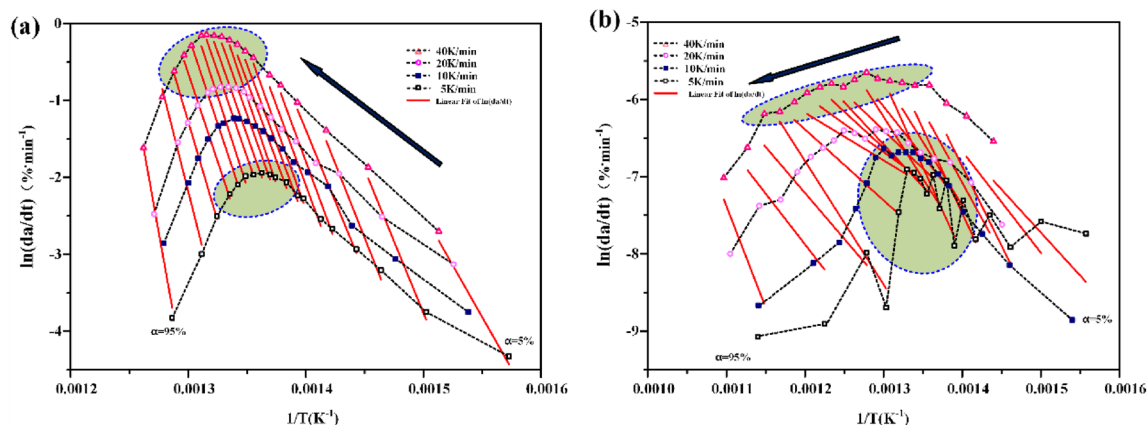 (a)
0
-1
-2
-3
-4
ln(da/dt) (%*min⁻¹)
40K/min
20K/min
10K/min
5K/min
Linear Fit of ln(da/dt)
α=95%
α=5%
0.0012 0.0013 0.0014 0.0015 0.0016
1/T(K⁻¹)
(b)
-5
-6
-7
-8
-9
ln(da/dt) (%*min⁻¹)
40K/min
20K/min
10K/min
5K/min
Linear Fit of ln(da/dt)
α=5%
α=95%
0.0010 0.0011 0.0012 0.0013 0.0014 0.0015 0.0016
1/T(K⁻¹)